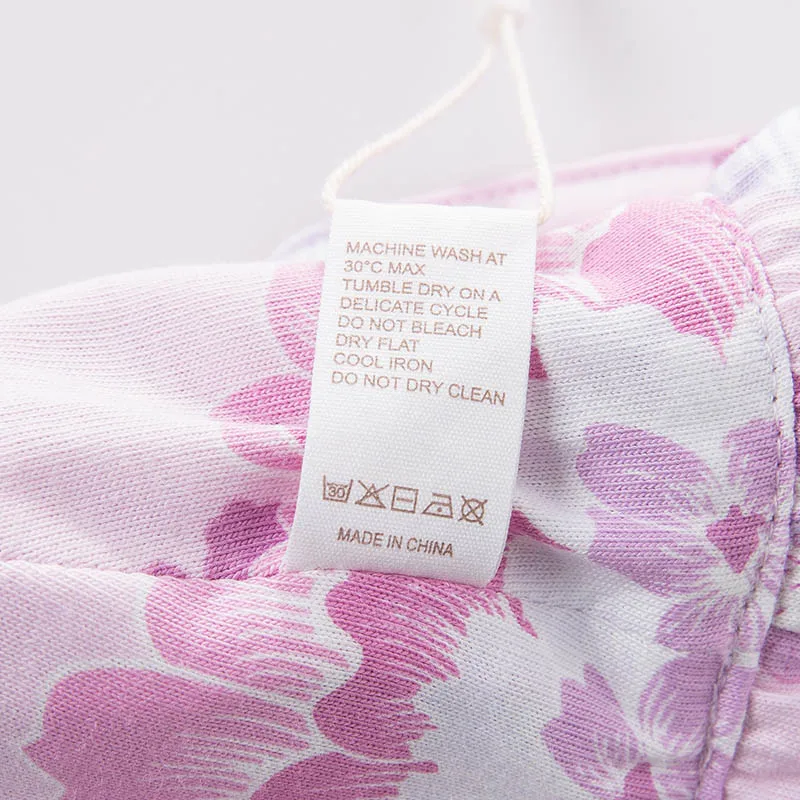 MACHINE WASH AT
30°C MAX
TUMBLE DRY ON A
DELICATE CYCLE
DO NOT BLEACH
DRY FLAT
COOL IRON
DO NOT DRY CLEAN
30
MADE IN CHINA